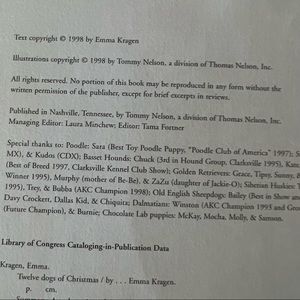 Text copyright © 1998 by Emma Kragen
Illustrations copyright © 1998 by Tommy Nelson, a division of Thomas Nelson, Inc.
All rights reserved. No portion of this book may be reproduced in any form without the
written permission of the publisher, except for brief excerpts in reviews.
Published in Nashville, Tennessee, by Tommy Nelson, a division of Thomas Nelson, Inc.
Managing Editor: Laura Minchew; Editor: Tama Fortner
Special thanks to: Poodle: Sara (Best Toy Poodle Puppy, "Poodle Club of America" 1997);
MX), & Kudos (CDX); Basset Hounds: Chuck (3rd in Hound Group, Clarksville 1995),
(Best of Breed 1997, Clarksville Kennel Club Show); Golden Retrievers: Grace, Tipsy, Sunny,
Winner 1995), Murphy (mother of Be-Be), & ZaZu (daughter of Jackie-O); Siberian Huskies:
1995), Trey, & Bubba (AKC Champion 1998); Old English Sheepdogs: Bailey (Best in Show and
Davy Crockett, Dallas Kid, & Chiquita; Dalmatians: Winston (AKC Champion 1993 and
(Future Champion), & Burnie; Chocolate Lab puppies: McKay, Mocha, Molly, & Samson.
Library of Congress Cataloging-in-Publication Data
Kragen, Emma.
Twelve dogs of Christmas / by . . . Emma Kragen.
p. cm.